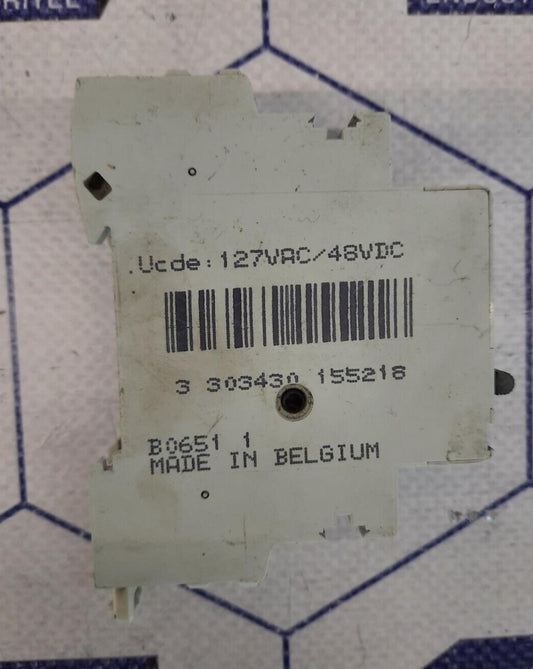 .Ucde:127VAC/48VDC
3 303430 155218
B0651 1
MADE IN BELGIUM